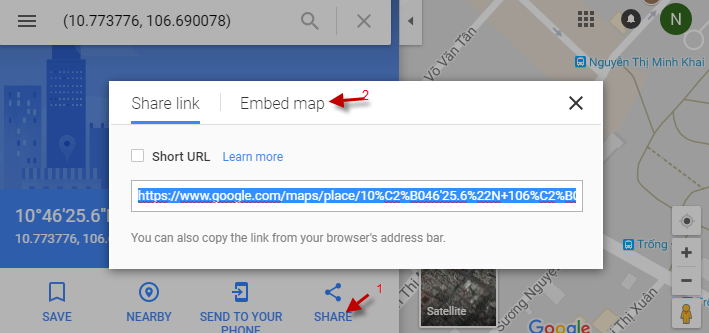 (10.773776, 106.690078)
N
Võ Văn Tần
Nguyễn Thị Minh Khai
Share link
Embed map
2
Short URL
Learn more
https://www.google.com/maps/place/10%C2%B046'25.6%22N+106%C2%B0
You can also copy the link from your browser's address bar.
10°46'25.6"
10.773776, 106.
Trống
1
SAVE
NEARBY
SEND TO YOUR
PHONE
SHARE
Satellite
Sương Nguyệt
Thị Xuân